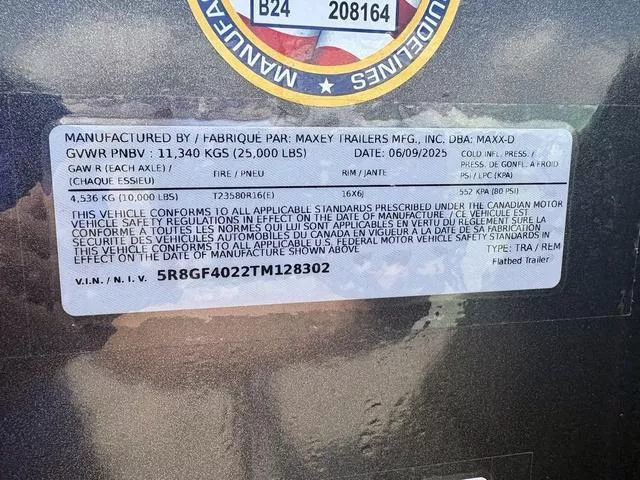 B24 208164
MANUFAC
GUIDELINES
MANUFACTURED BY / FABRIQUÉ PAR: MAXEY TRAILERS MFG., INC. DBA: MAXX-D
GVWR PNBV : 11,340 KGS (25,000 LBS) DATE: 06/09/2025 COLD INFL. PRESS./
GAW R (EACH AXLE) / TIRE / PNEU RIM / JANTE PRESS. DE GONFL. A FROID
(CHAQUE ESSIEU) PSI / LPC (KPA)
4,536 KG (10,000 LBS) T23580R16(E) 16X6J 552 KPA (80 PSI)
THIS VEHICLE CONFORMS TO ALL APPLICABLE STANDARDS PRESCRIBED UNDER THE CANADIAN MOTOR
VEHICLE SAFETY REGULATIONS IN EFFECT ON THE DATE OF MANUFACTURE / CE VEHICULE EST
CONFORME A TOUTES LES NORMES QUI LUI SONT APPLICABLES EN VERTU DU REGLEMENT SUR LA
SECURITE DES VEHICULES AUTOMOBILES DU CANADA EN VIGUEUR A LA DATE DE SA FABRICATION
THIS VEHICLE CONFORMS TO ALL APPLICABLE U.S. FEDERAL MOTOR VEHICLE SAFETY STANDARDS IN
EFFECT ON THE DATE OF MANUFACTURE SHOWN ABOVE
TYPE: TRA / REM
Flatbed Trailer
V.I.N. / N. I. V. 5R8GF4022TM128302